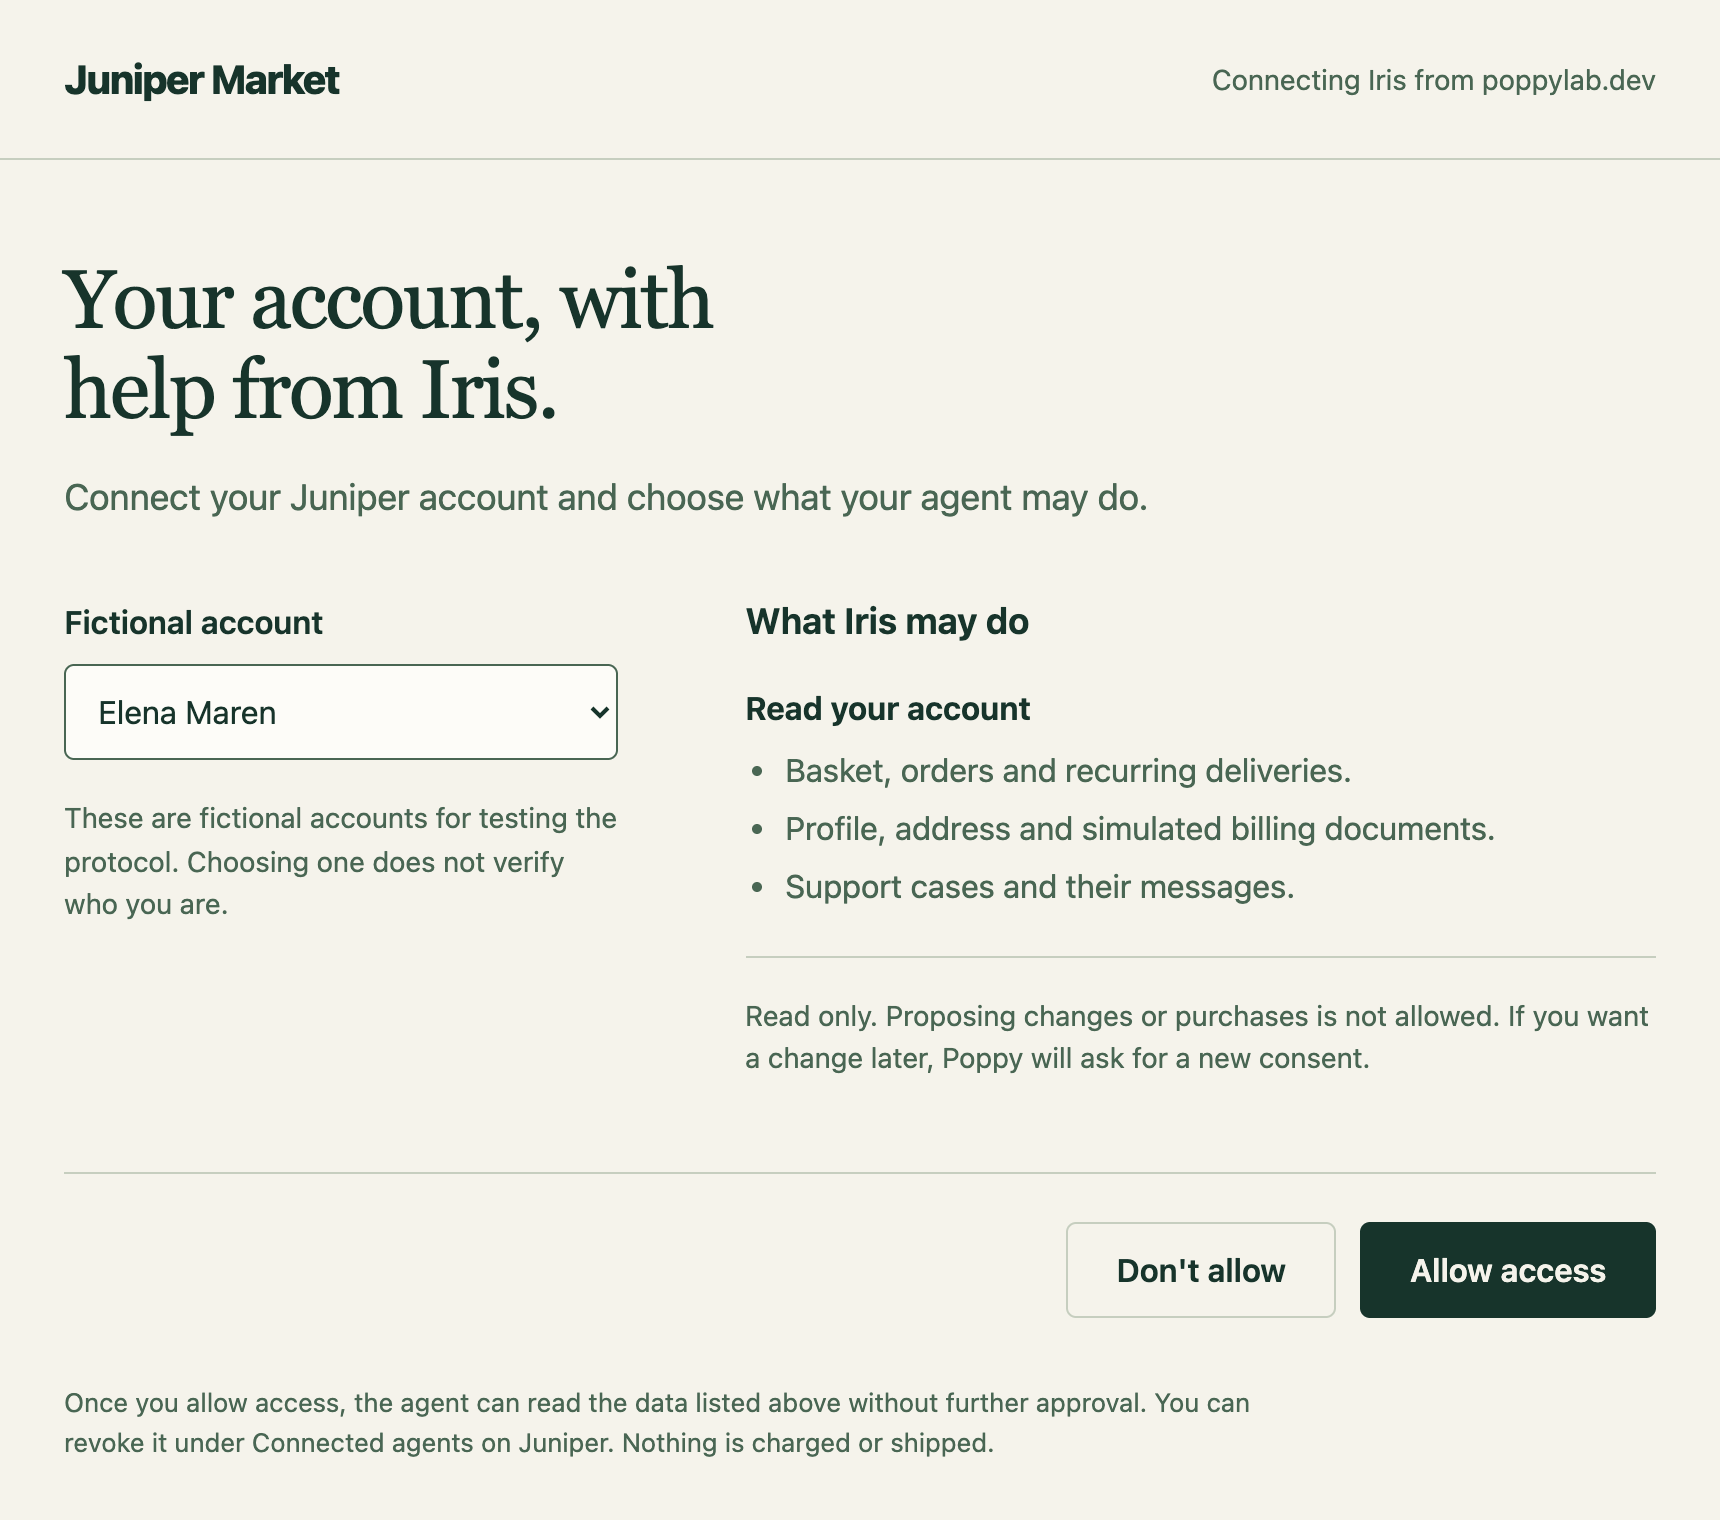 Juniper Market
Connecting Iris from poppylab.dev
Your account, with
help from Iris.
Connect your Juniper account and choose what your agent may do.
Fictional account
Elena Maren
These are fictional accounts for testing the
protocol. Choosing one does not verify
who you are.
What Iris may do
Read your account
• Basket, orders and recurring deliveries.
• Profile, address and simulated billing documents.
• Support cases and their messages.
Read only. Proposing changes or purchases is not allowed. If you want
a change later, Poppy will ask for a new consent.
Don't allow
Allow access
Once you allow access, the agent can read the data listed above without further approval. You can
revoke it under Connected agents on Juniper. Nothing is charged or shipped.